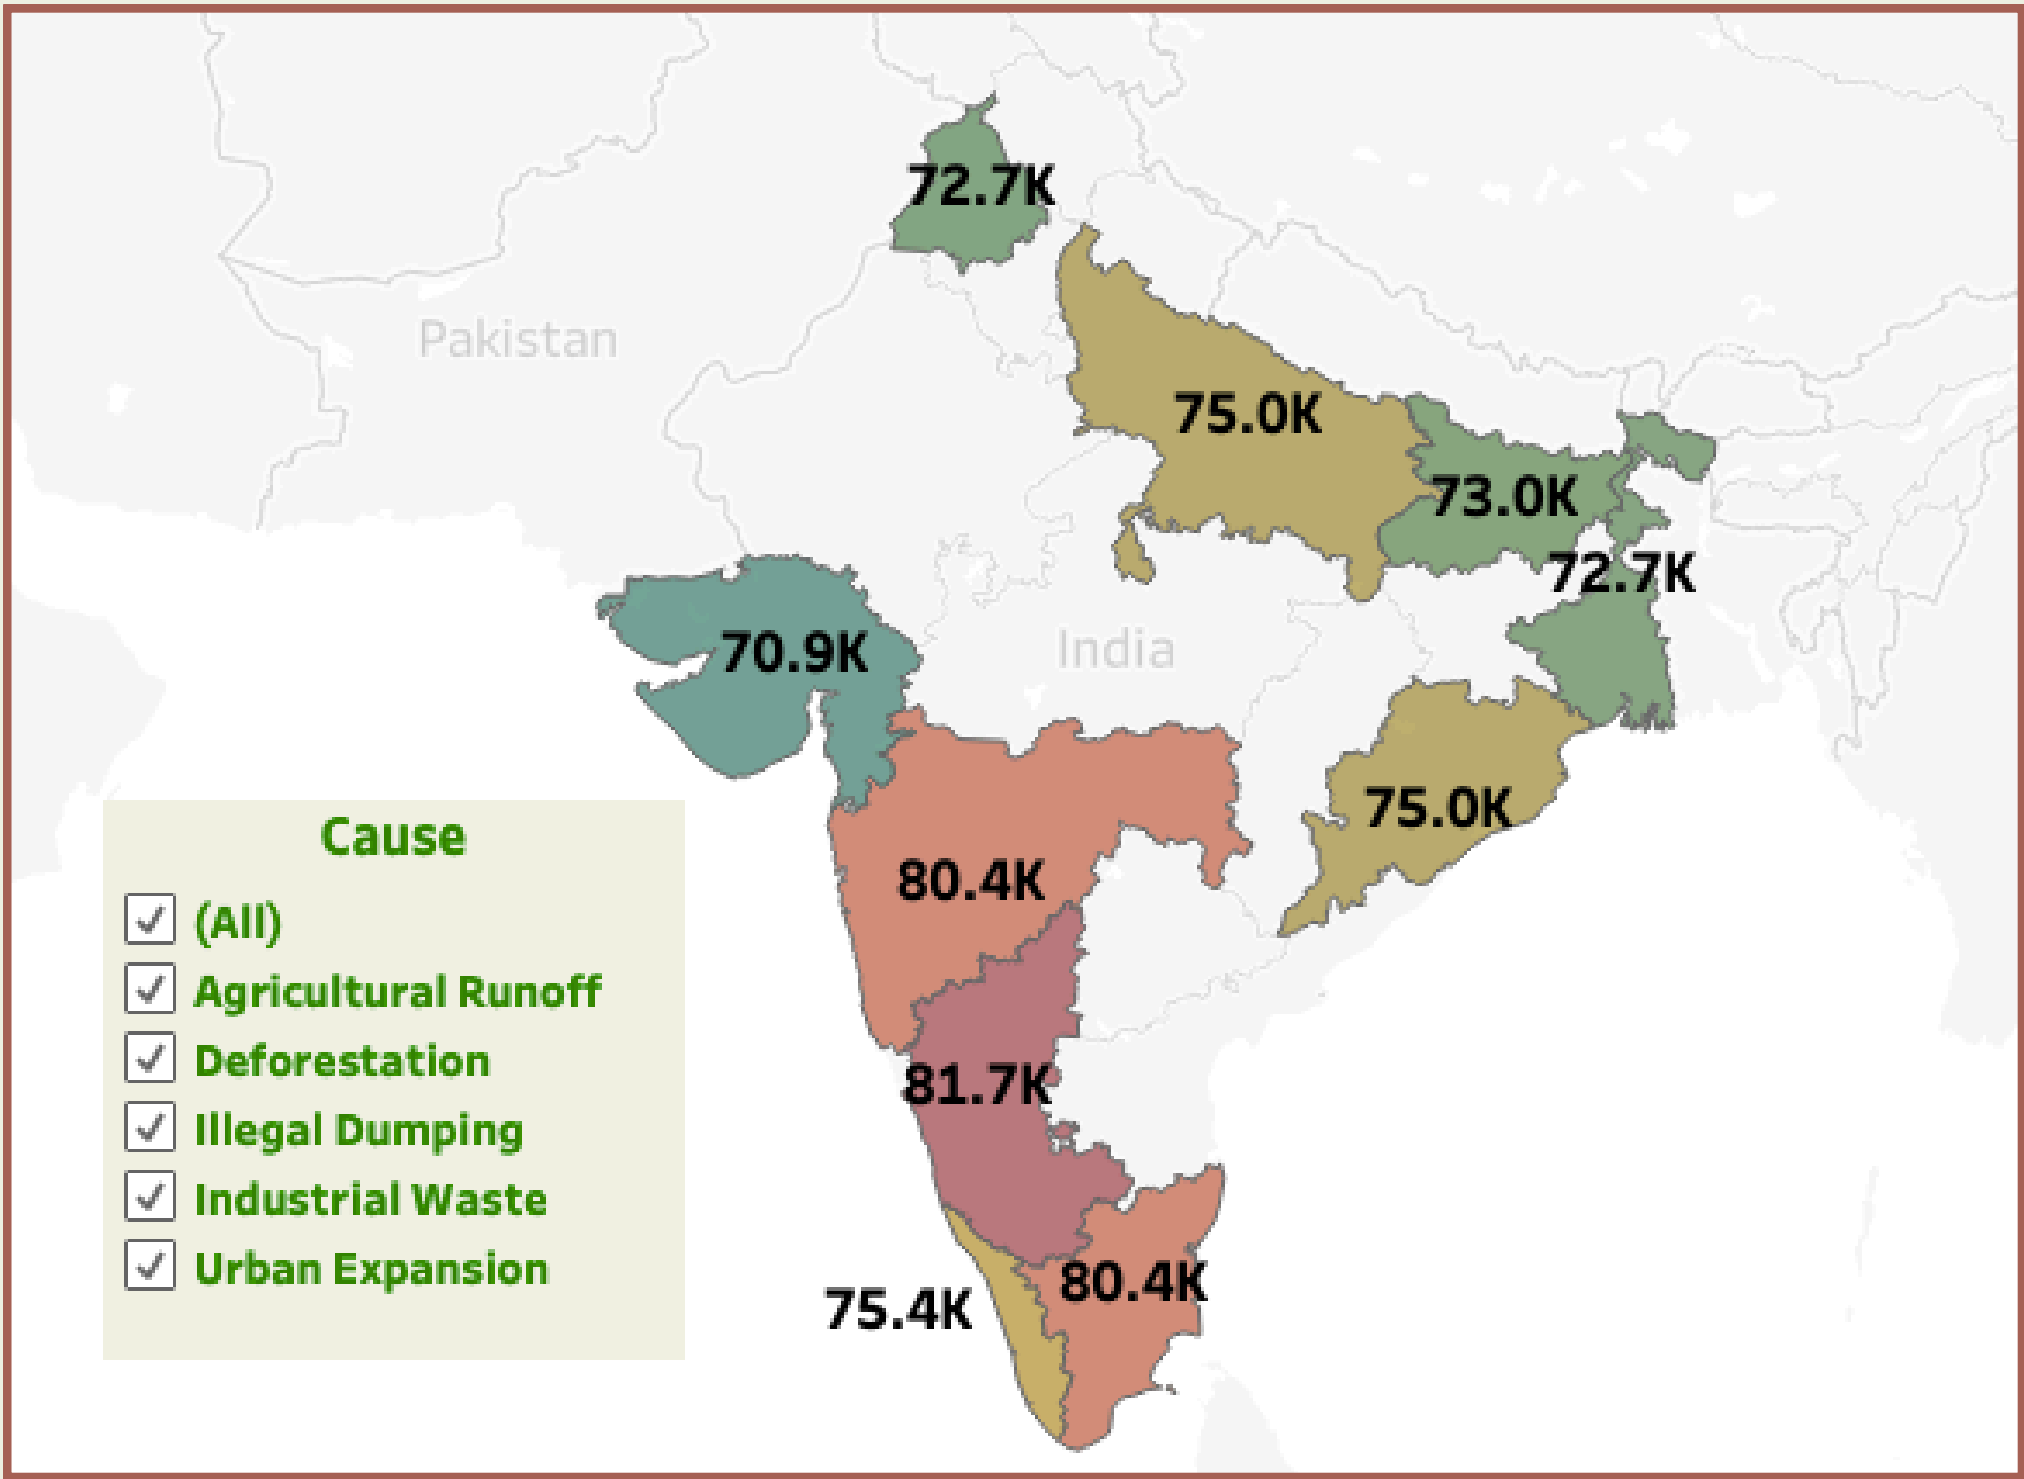 72.7K
Pakistan
75.0K
73.0K
72.7K
70.9K
India
75.0K
80.4K
81.7K
80.4K
75.4K
Cause
(All)
Agricultural Runoff
Deforestation
Illegal Dumping
Industrial Waste
Urban Expansion